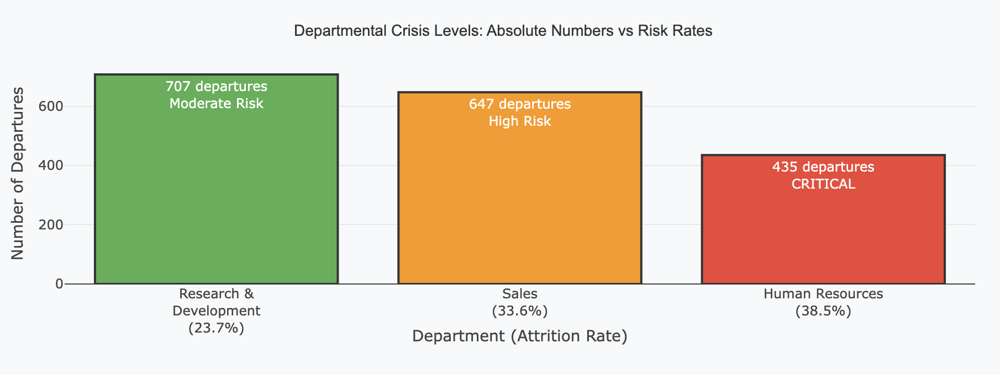 Departmental Crisis Levels: Absolute Numbers vs Risk Rates
Number of Departures
600
400
200
0
707 departures
Moderate Risk
647 departures
High Risk
435 departures
CRITICAL
Research &
Development
(23.7%)
Sales
(33.6%)
Human Resources
(38.5%)
Department (Attrition Rate)